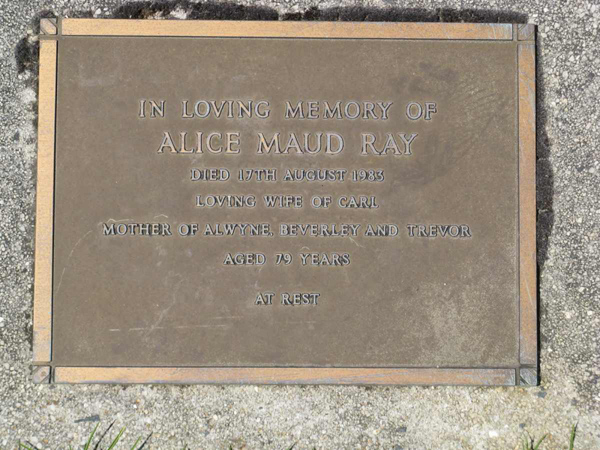 IN LOVING MEMORY OF
ALICE MAUD RAY
DIED 17TH AUGUST 1983
LOVING WIFE OF CARL
MOTHER OF ALWYNE, BEVERLEY AND TREVOR
AGED 79 YEARS
AT REST